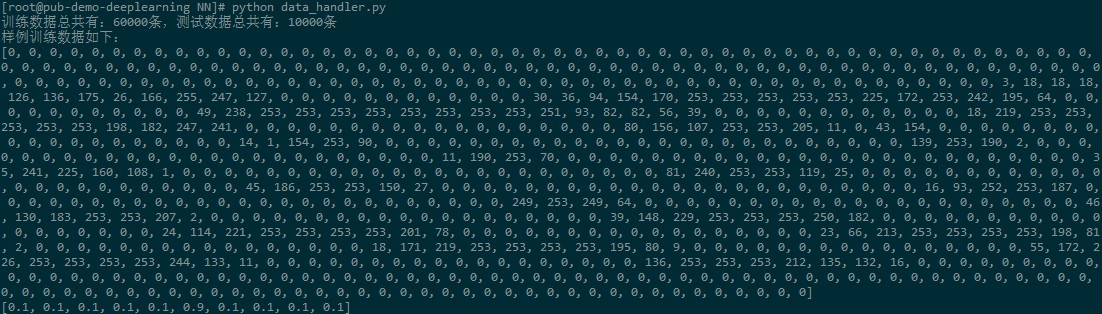 [root@pub-demo-deeplearning NN]# python data_handler.py
训练数据总共有：60000条，测试数据总共有：10000条
样例训练数据如下：
[0, 0, 0, 0, 0, 0, 0, 0, 0, 0, 0, 0, 0, 0, 0, 0, 0, 0, 0, 0, 0, 0, 0, 0, 0, 0, 0, 0, 0, 0, 0, 0, 0, 0, 0, 0, 0, 0, 0, 0, 0, 0, 0, 0, 0, 0, 0, 0, 0, 0, 0, 0,
0, 0, 0, 0, 0, 0, 0, 0, 0, 0, 0, 0, 0, 0, 0, 0, 0, 0, 0, 0, 0, 0, 0, 0, 0, 0, 0, 0, 0, 0, 0, 0, 0, 0, 0, 0, 0, 0, 0, 0, 0, 0, 0, 0, 0, 0, 0, 0, 0, 0, 0, 0, 0
, 0, 0, 0, 0, 0, 0, 0, 0, 0, 0, 0, 0, 0, 0, 0, 0, 0, 0, 0, 0, 0, 0, 0, 0, 0, 0, 0, 0, 0, 0, 0, 0, 0, 0, 0, 0, 0, 0, 0, 0, 0, 0, 0, 0, 0, 0, 0, 3, 18, 18, 18,
 126, 136, 175, 26, 166, 255, 247, 127, 0, 0, 0, 0, 0, 0, 0, 0, 0, 0, 0, 0, 30, 36, 94, 154, 170, 253, 253, 253, 253, 253, 225, 172, 253, 242, 195, 64, 0, 0,
 0, 0, 0, 0, 0, 0, 0, 0, 0, 49, 238, 253, 253, 253, 253, 253, 253, 253, 253, 251, 93, 82, 82, 56, 39, 0, 0, 0, 0, 0, 0, 0, 0, 0, 0, 0, 0, 18, 219, 253, 253,
253, 253, 253, 198, 182, 247, 241, 0, 0, 0, 0, 0, 0, 0, 0, 0, 0, 0, 0, 0, 0, 0, 0, 0, 0, 80, 156, 107, 253, 253, 205, 11, 0, 43, 154, 0, 0, 0, 0, 0, 0, 0, 0,
 0, 0, 0, 0, 0, 0, 0, 0, 0, 0, 0, 14, 1, 154, 253, 90, 0, 0, 0, 0, 0, 0, 0, 0, 0, 0, 0, 0, 0, 0, 0, 0, 0, 0, 0, 0, 0, 0, 0, 0, 0, 139, 253, 190, 2, 0, 0, 0,
0, 0, 0, 0, 0, 0, 0, 0, 0, 0, 0, 0, 0, 0, 0, 0, 0, 0, 0, 0, 0, 11, 190, 253, 70, 0, 0, 0, 0, 0, 0, 0, 0, 0, 0, 0, 0, 0, 0, 0, 0, 0, 0, 0, 0, 0, 0, 0, 0, 0, 3
5, 241, 225, 160, 108, 1, 0, 0, 0, 0, 0, 0, 0, 0, 0, 0, 0, 0, 0, 0, 0, 0, 0, 0, 0, 0, 0, 0, 0, 81, 240, 253, 253, 119, 25, 0, 0, 0, 0, 0, 0, 0, 0, 0, 0, 0, 0
, 0, 0, 0, 0, 0, 0, 0, 0, 0, 0, 0, 45, 186, 253, 253, 150, 27, 0, 0, 0, 0, 0, 0, 0, 0, 0, 0, 0, 0, 0, 0, 0, 0, 0, 0, 0, 0, 0, 0, 0, 0, 16, 93, 252, 253, 187,
 0, 0, 0, 0, 0, 0, 0, 0, 0, 0, 0, 0, 0, 0, 0, 0, 0, 0, 0, 0, 0, 0, 0, 0, 249, 253, 249, 64, 0, 0, 0, 0, 0, 0, 0, 0, 0, 0, 0, 0, 0, 0, 0, 0, 0, 0, 0, 0, 0, 46
, 130, 183, 253, 253, 207, 2, 0, 0, 0, 0, 0, 0, 0, 0, 0, 0, 0, 0, 0, 0, 0, 0, 0, 0, 0, 39, 148, 229, 253, 253, 253, 250, 182, 0, 0, 0, 0, 0, 0, 0, 0, 0, 0, 0
, 0, 0, 0, 0, 0, 0, 0, 24, 114, 221, 253, 253, 253, 253, 201, 78, 0, 0, 0, 0, 0, 0, 0, 0, 0, 0, 0, 0, 0, 0, 0, 0, 0, 23, 66, 213, 253, 253, 253, 253, 198, 81
, 2, 0, 0, 0, 0, 0, 0, 0, 0, 0, 0, 0, 0, 0, 0, 0, 0, 18, 171, 219, 253, 253, 253, 253, 195, 80, 9, 0, 0, 0, 0, 0, 0, 0, 0, 0, 0, 0, 0, 0, 0, 0, 0, 55, 172, 2
26, 253, 253, 253, 253, 244, 133, 11, 0, 0, 0, 0, 0, 0, 0, 0, 0, 0, 0, 0, 0, 0, 0, 0, 0, 0, 136, 253, 253, 253, 212, 135, 132, 16, 0, 0, 0, 0, 0, 0, 0, 0, 0,
 0, 0, 0, 0, 0, 0, 0, 0, 0, 0, 0, 0, 0, 0, 0, 0, 0, 0, 0, 0, 0, 0, 0, 0, 0, 0, 0, 0, 0, 0, 0, 0, 0, 0, 0, 0, 0, 0, 0, 0, 0, 0, 0, 0, 0, 0, 0, 0, 0, 0, 0, 0,
0, 0, 0, 0, 0, 0, 0, 0, 0, 0, 0, 0, 0, 0, 0, 0, 0, 0, 0, 0, 0, 0, 0, 0, 0, 0, 0, 0, 0, 0, 0, 0, 0, 0, 0, 0, 0, 0, 0]
[0.1, 0.1, 0.1, 0.1, 0.1, 0.9, 0.1, 0.1, 0.1, 0.1]